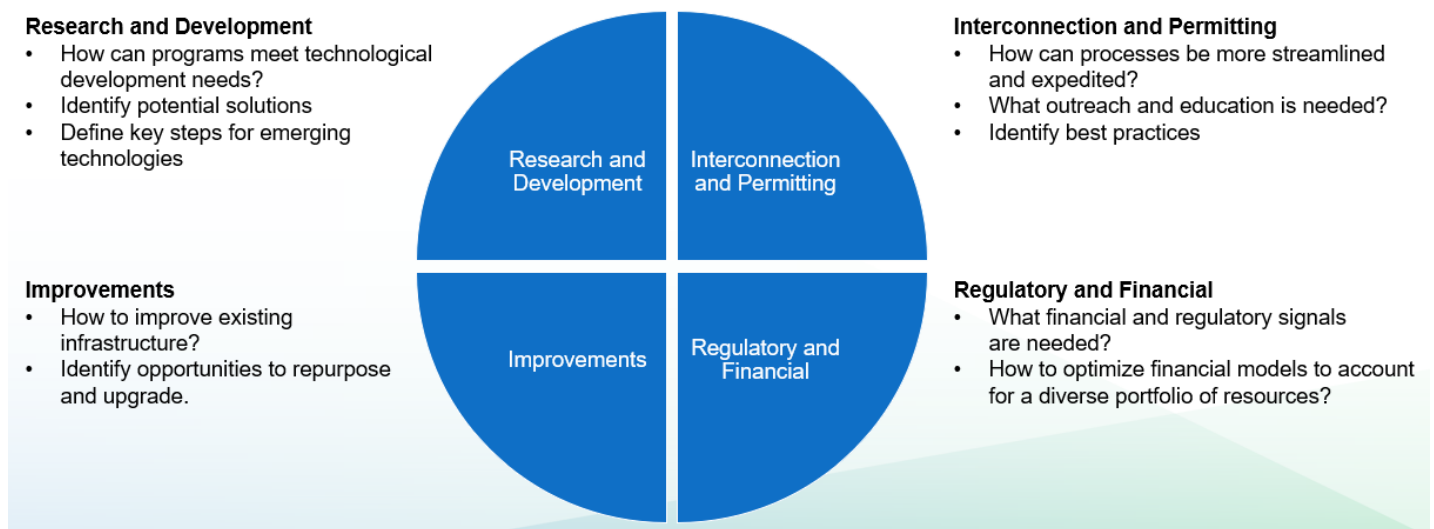 Research and Development
• How can programs meet technological
development needs?
• Identify potential solutions
• Define key steps for emerging
technologies
Interconnection and Permitting
• How can processes be more streamlined
and expedited?
• What outreach and education is needed?
• Identify best practices
Research and
Development
Interconnection
and Permitting
Improvements
• How to improve existing
infrastructure?
• Identify opportunities to repurpose
and upgrade.
Improvements
Regulatory and
Financial
Regulatory and Financial
• What financial and regulatory signals
are needed?
• How to optimize financial models to account
for a diverse portfolio of resources?